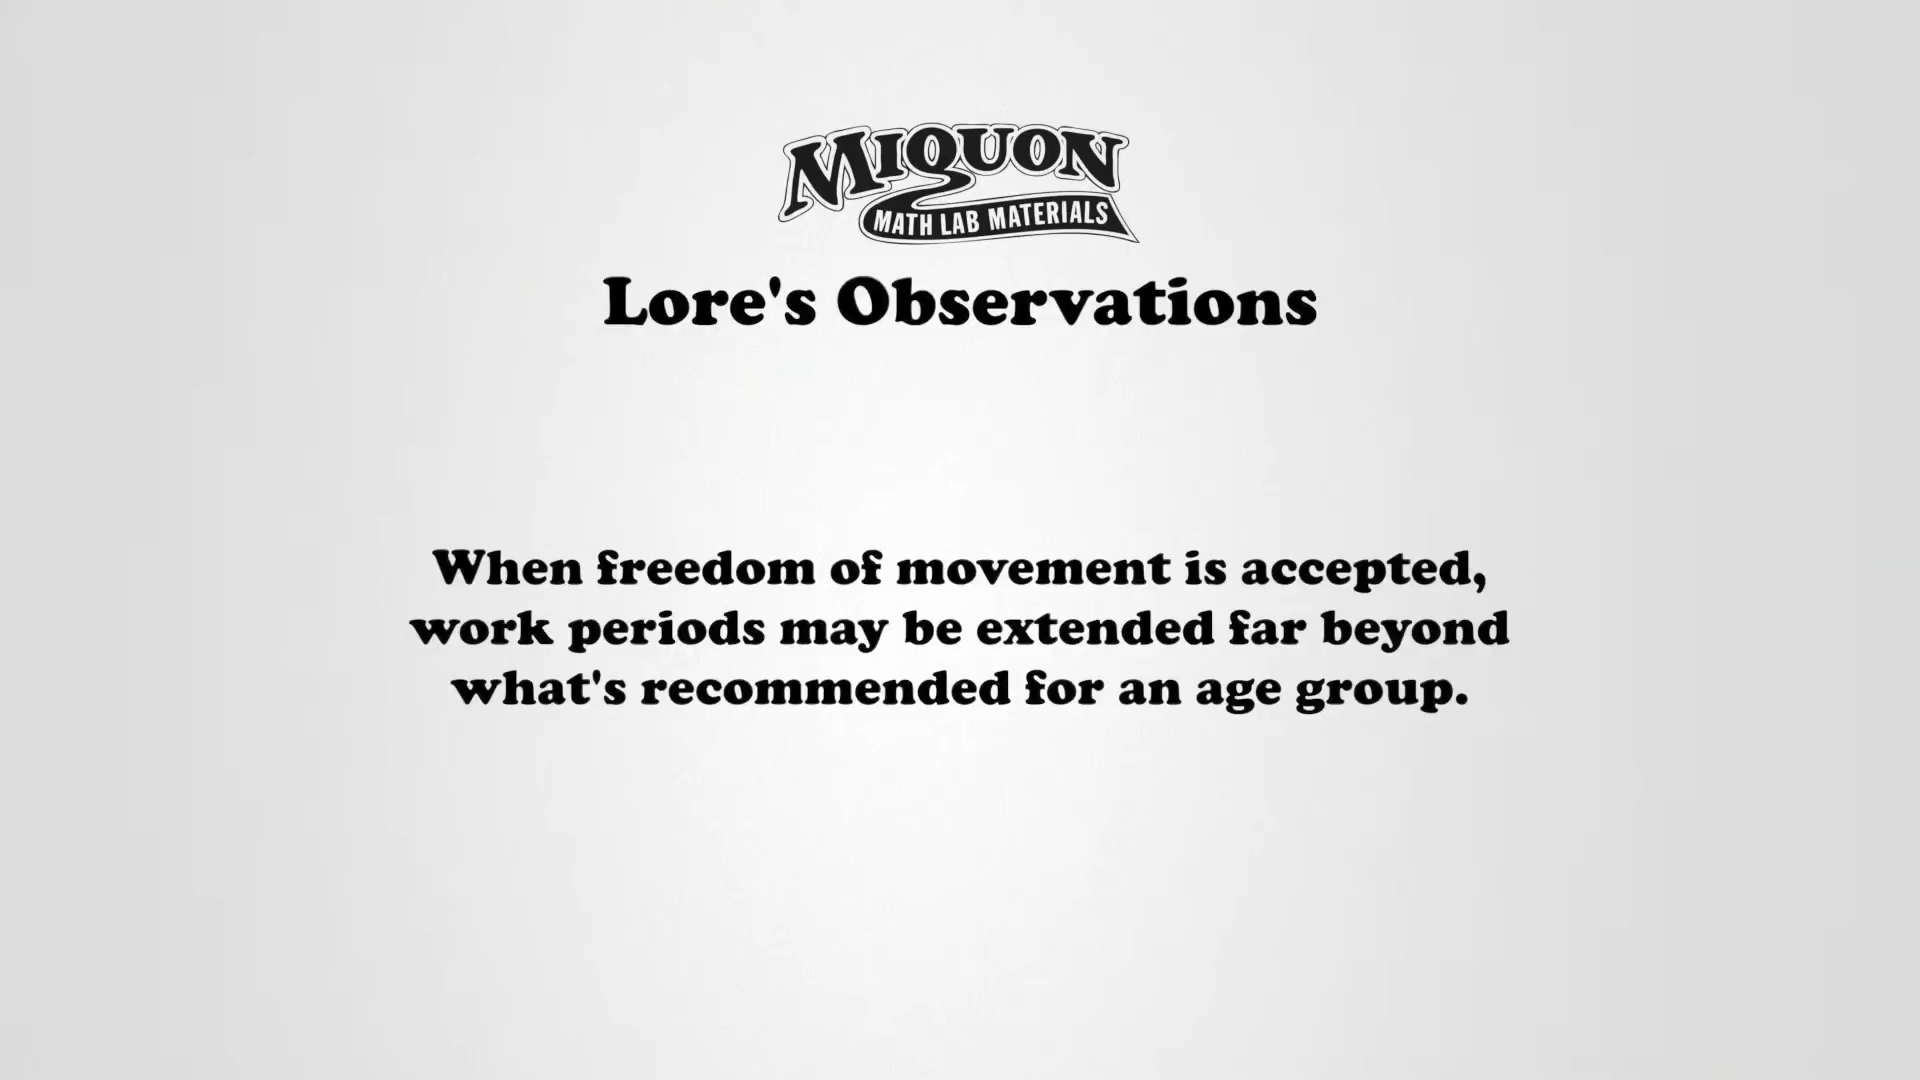 MIQUON
MATH LAB MATERIALS
Lore's Observations
When freedom of movement is accepted,
work periods may be extended far beyond
what's recommended for an age group.